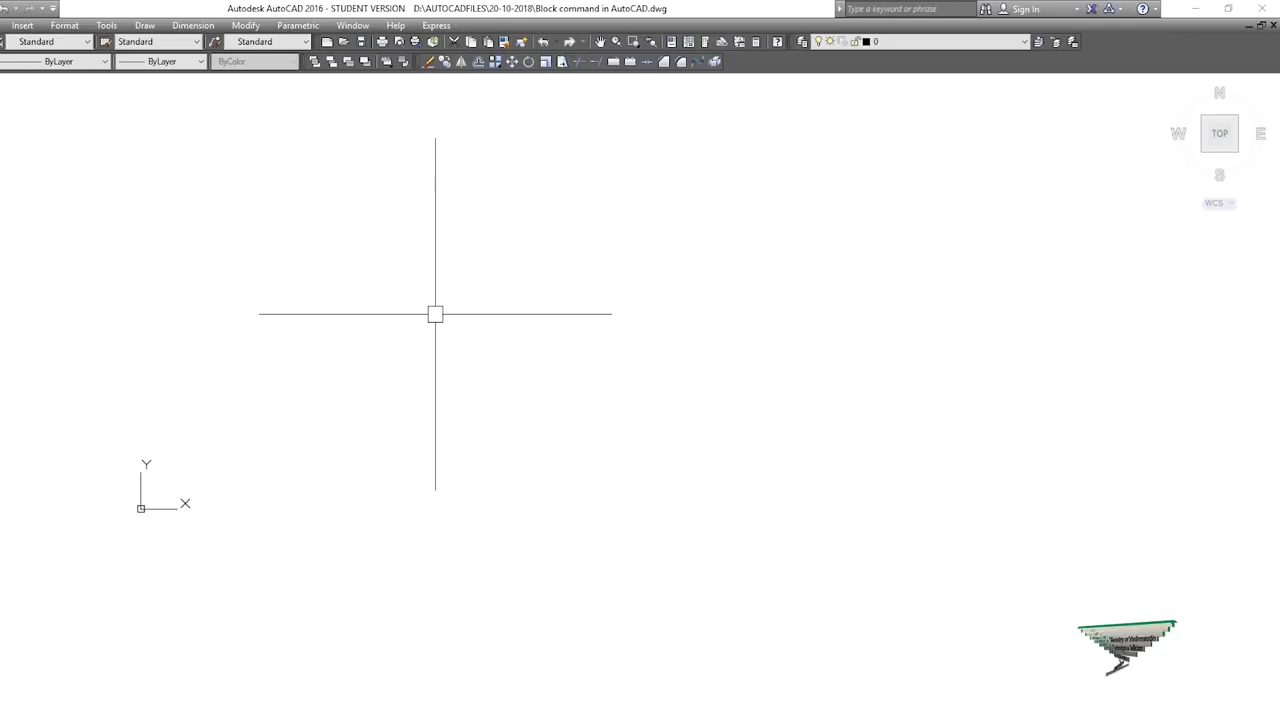 Autodesk AutoCAD 2016 - STUDENT VERSION D:\AUTOCADFILES\20-10-2018\Block command in AutoCAD.dwg
Type a keyword or phrase
Sign In
Insert Format Tools Draw Dimension Modify Parametric Window Help Express
Standard Standard Standard 0
ByLayer ByLayer ByColor
N
W TOP E
S
WCS
Y
X